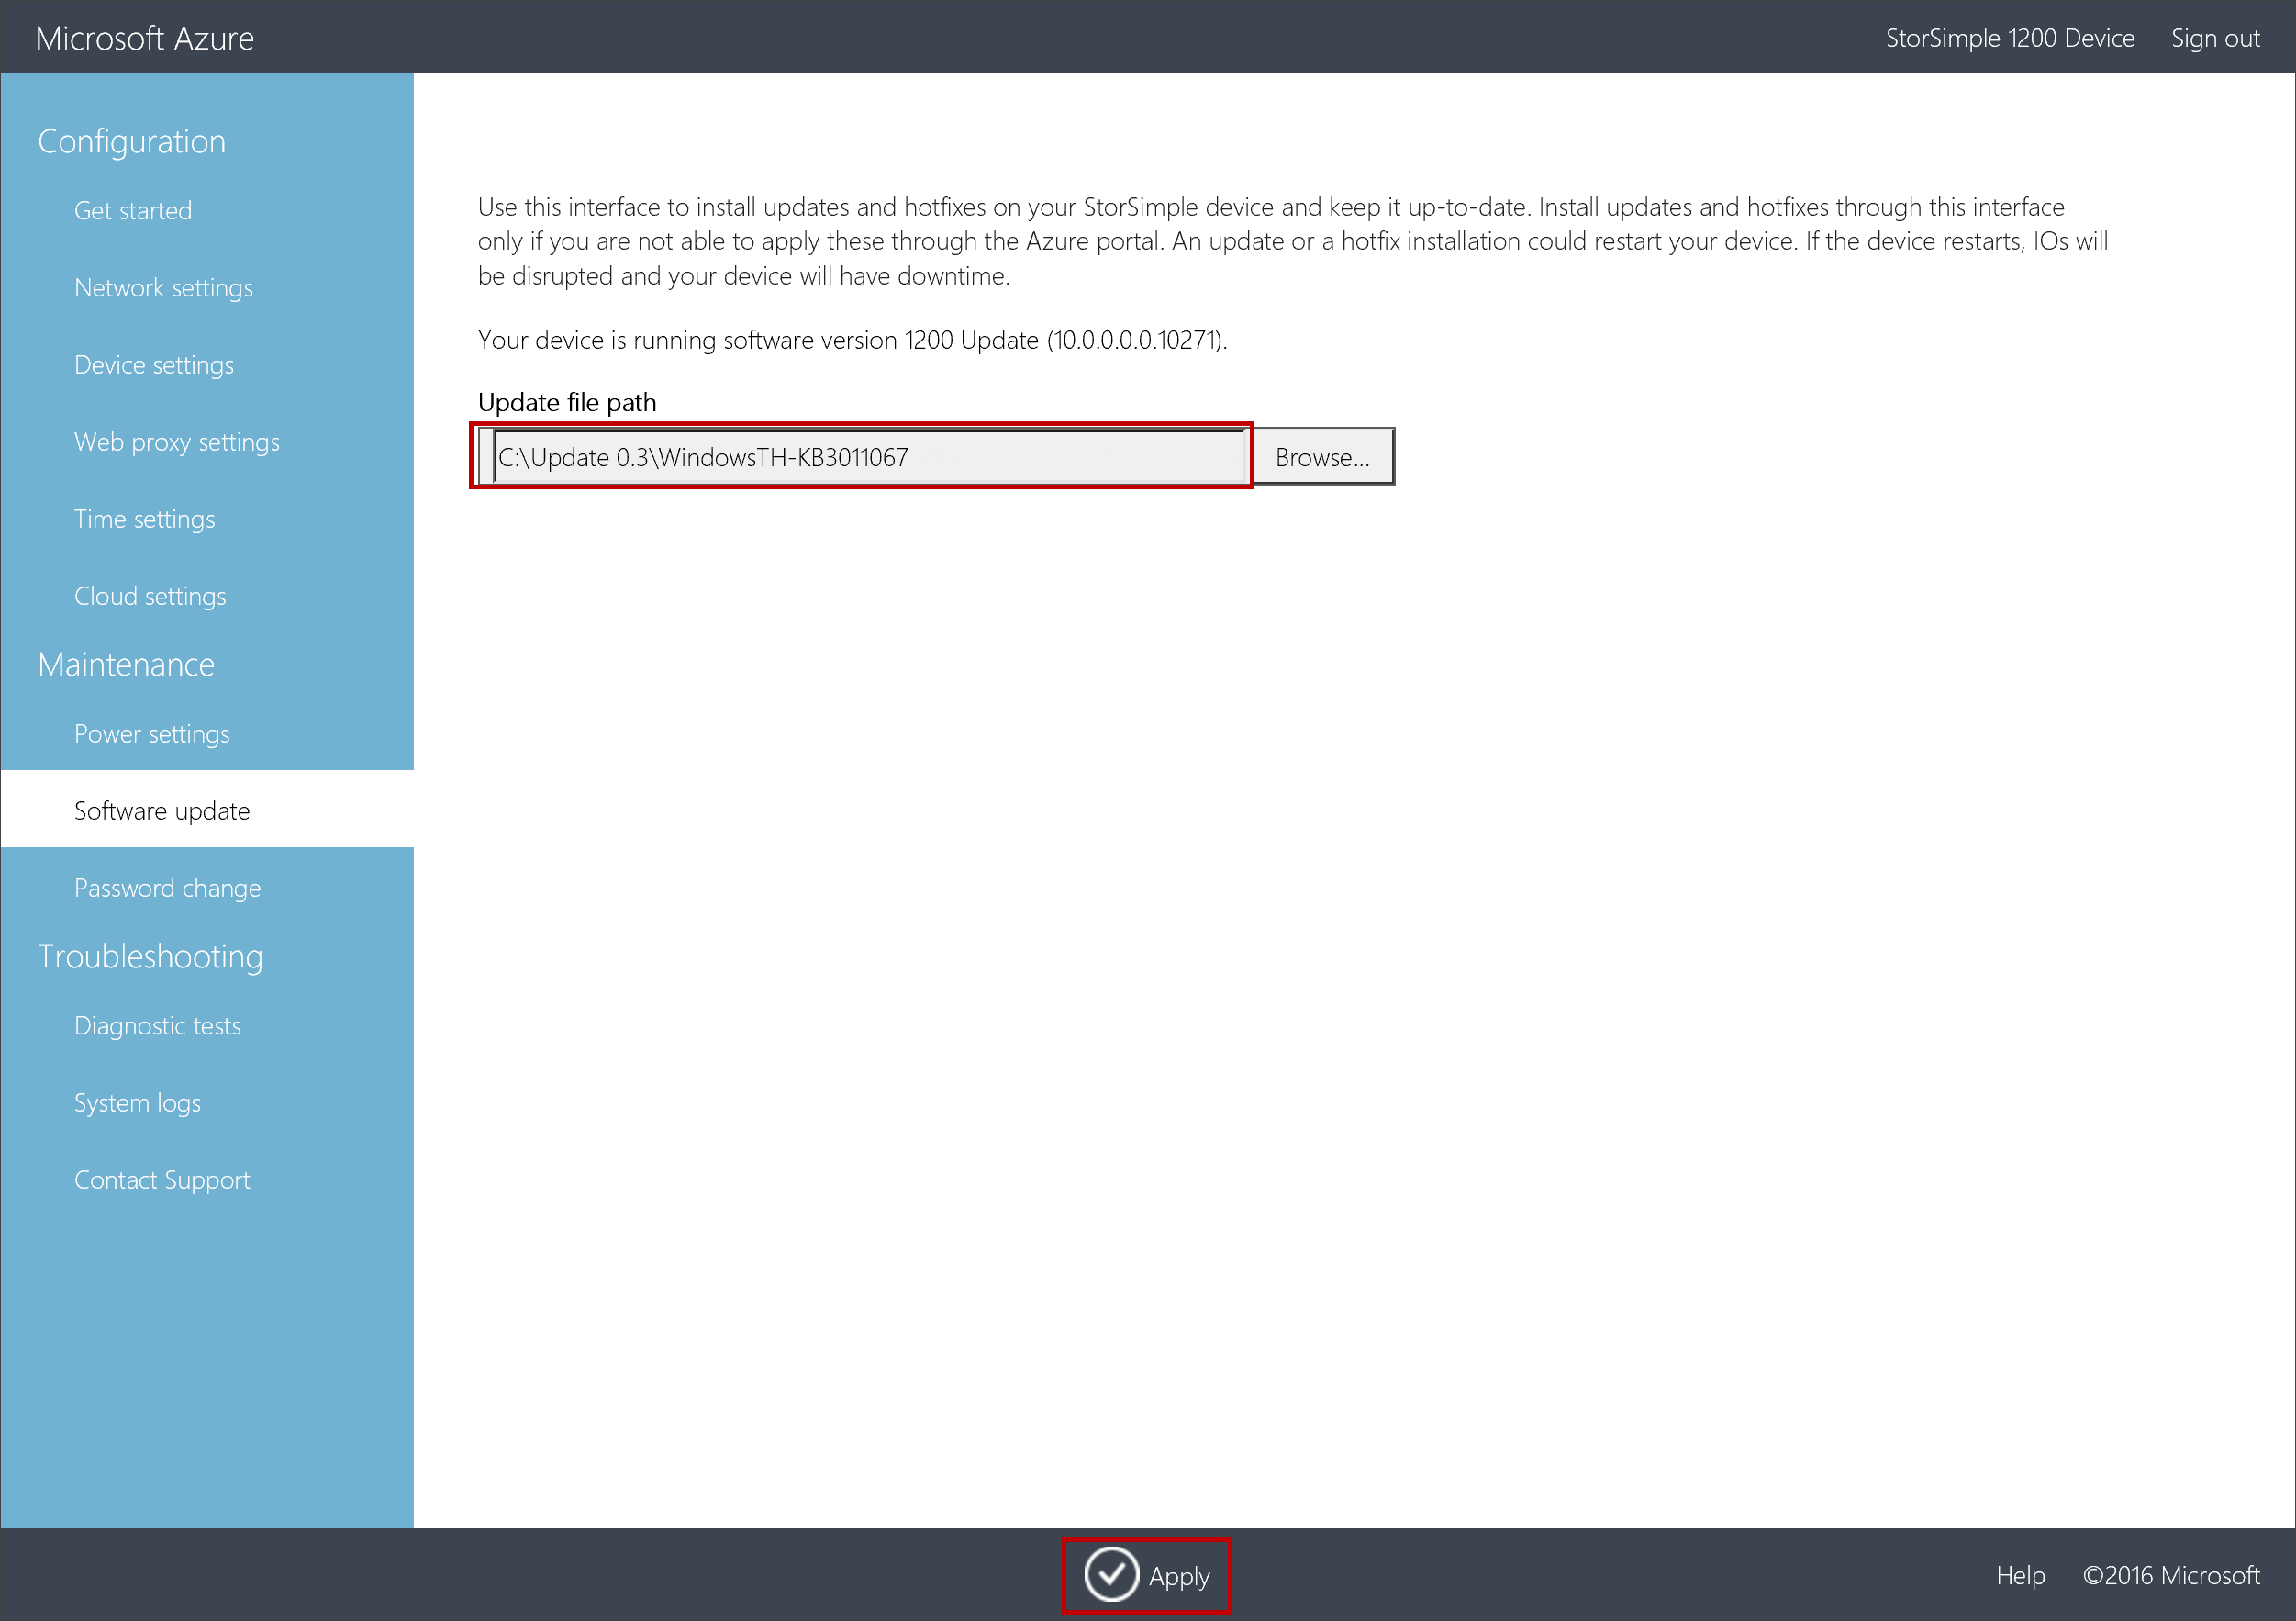 Microsoft Azure
StorSimple 1200 Device
Sign out
Configuration
Get started
Network settings
Device settings
Web proxy settings
Time settings
Cloud settings
Maintenance
Power settings
Software update
Password change
Troubleshooting
Diagnostic tests
System logs
Contact Support
Use this interface to install updates and hotfixes on your StorSimple device and keep it up-to-date. Install updates and hotfixes through this interface
only if you are not able to apply these through the Azure portal. An update or a hotfix installation could restart your device. If the device restarts, IOs will
be disrupted and your device will have downtime.
Your device is running software version 1200 Update (10.0.0.0.0.10271).
Update file path
C:\Update 0.3\WindowsTH-KB3011067
Browse...
Apply
Help
©2016 Microsoft